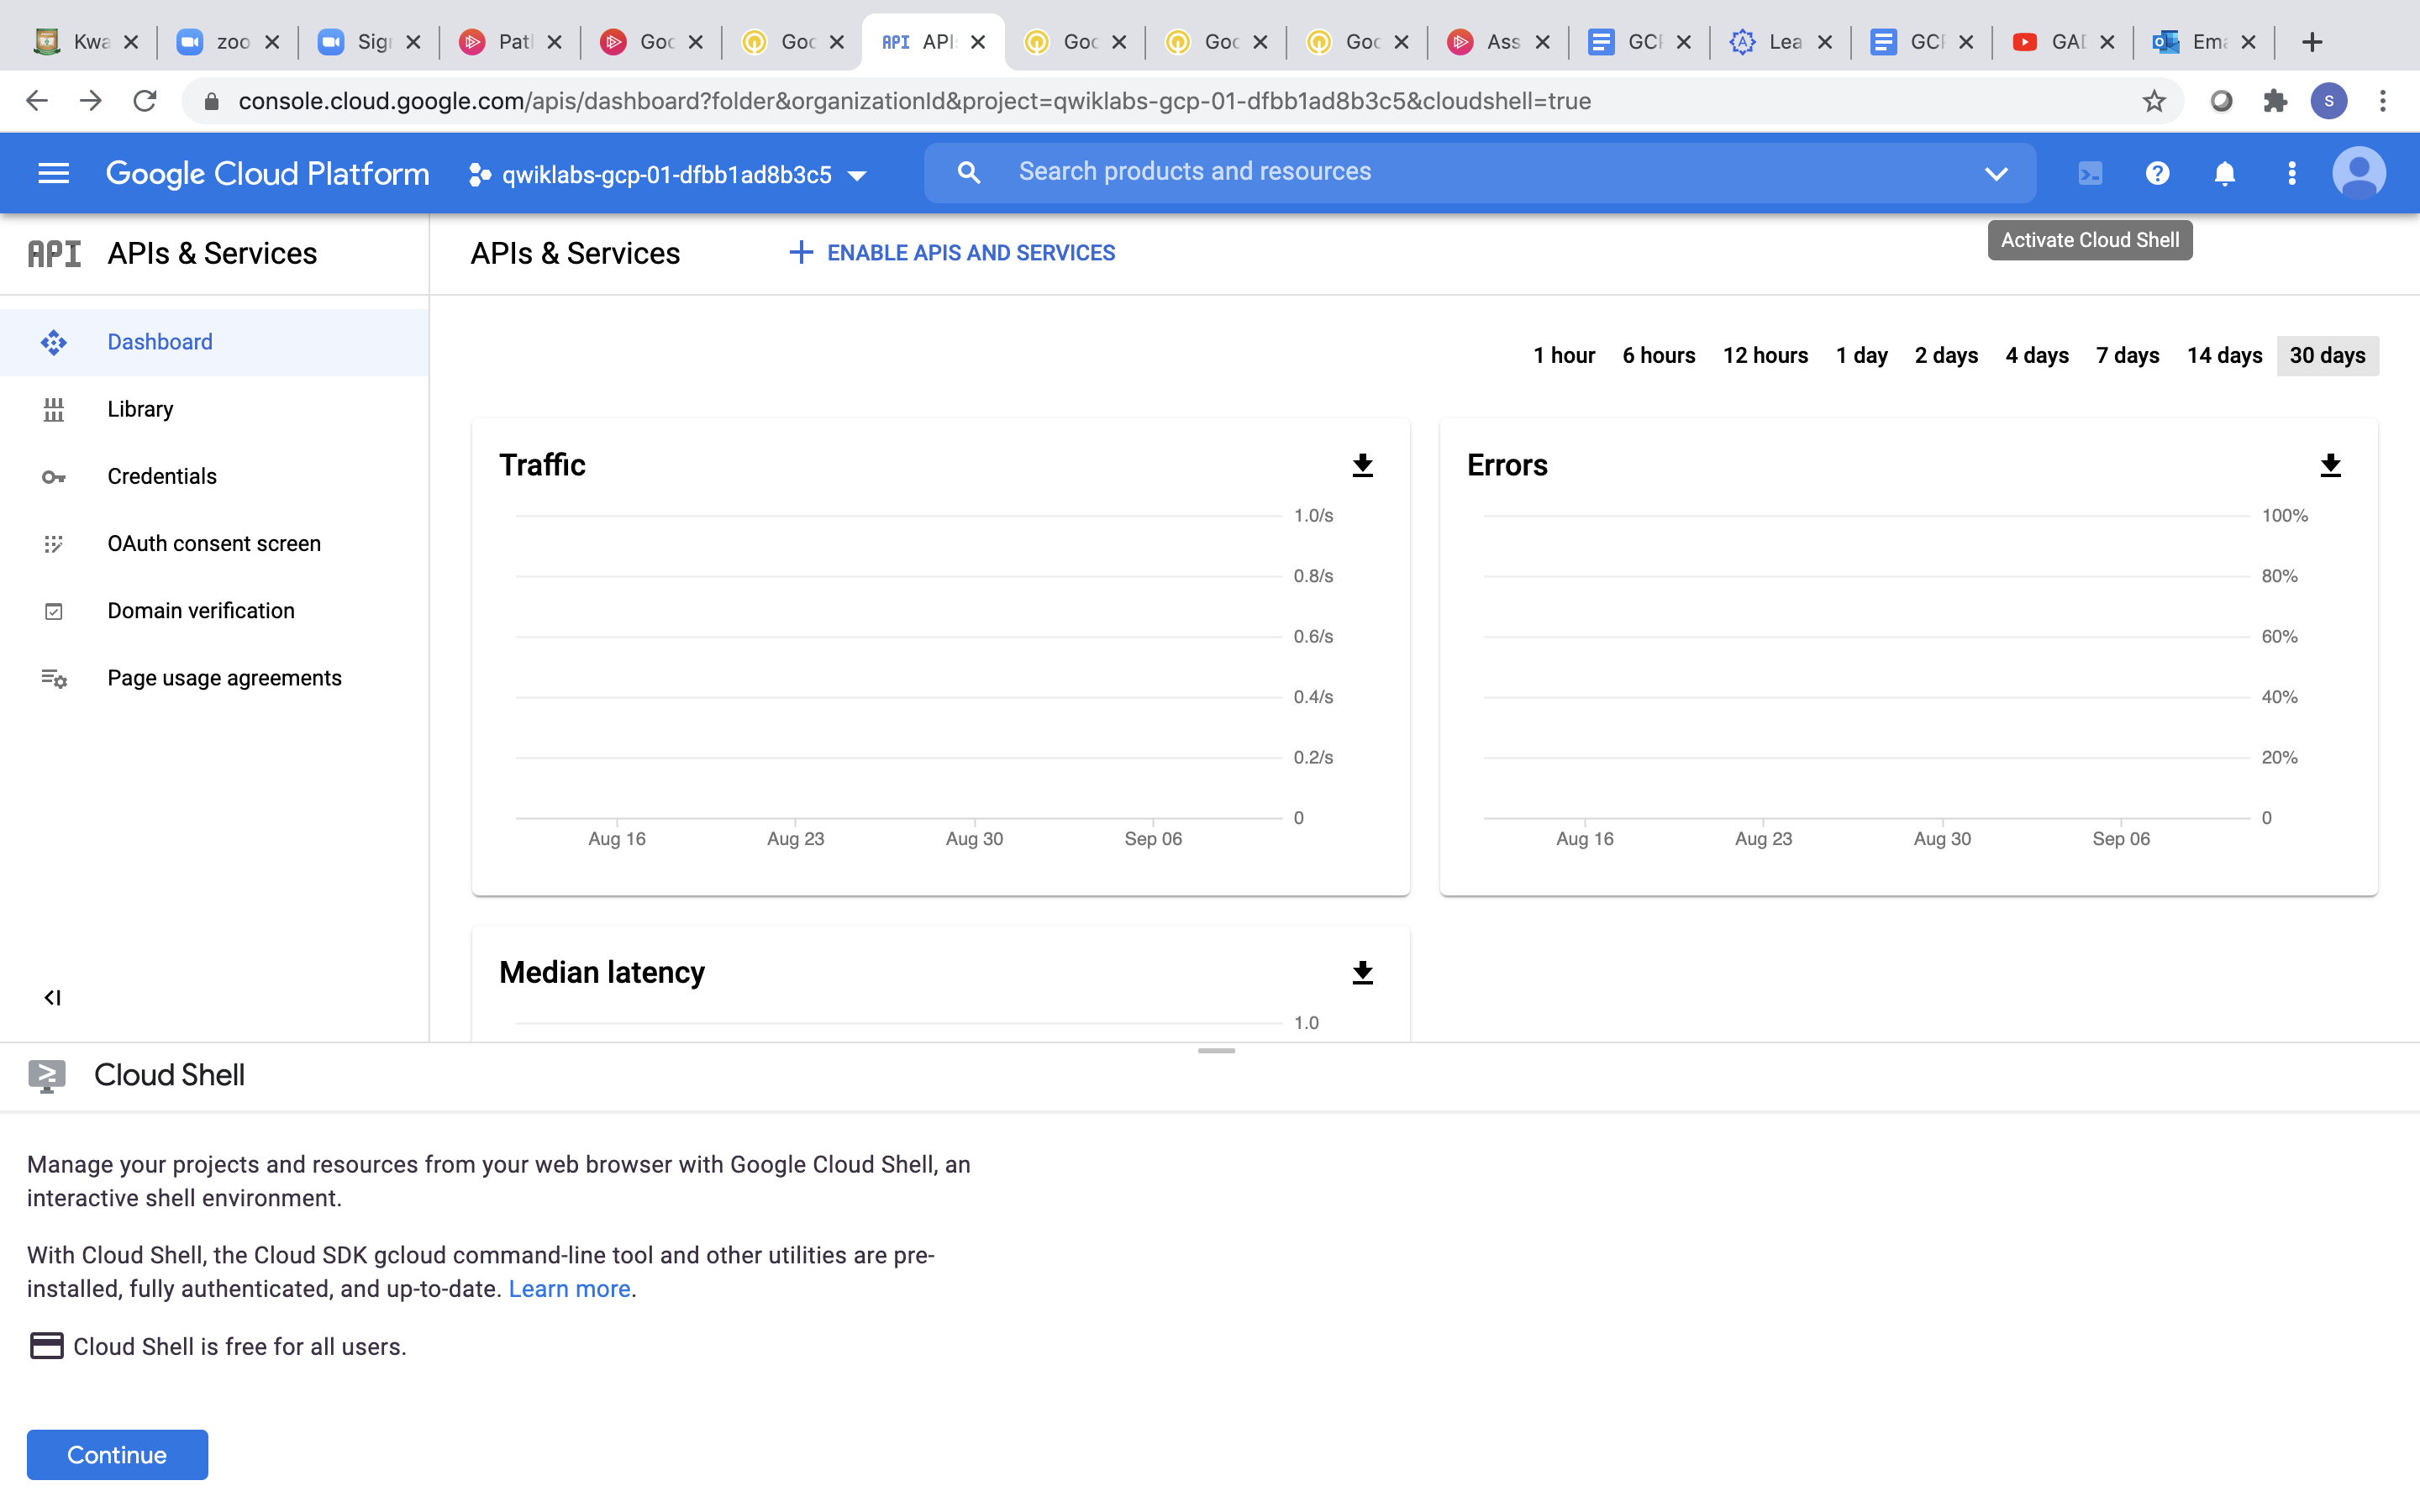 Kwa
zoo
Sign
Path
Goo
Goo
API API
Goo
Goo
Goo
Ass
GCP
Lea
GCP
GAD
Ema
console.cloud.google.com/apis/dashboard?folder&organizationId&project=qwiklabs-gcp-01-dfbb1ad8b3c5&cloudshell=true
S
Google Cloud Platform
qwiklabs-gcp-01-dfbb1ad8b3c5
Search products and resources
Activate Cloud Shell
API APIs & Services
APIs & Services
ENABLE APIS AND SERVICES
Dashboard
Library
Credentials
OAuth consent screen
Domain verification
Page usage agreements
1 hour 6 hours 12 hours 1 day 2 days 4 days 7 days 14 days 30 days
Traffic
1.0/s
0.8/s
0.6/s
0.4/s
0.2/s
0
Aug 16 Aug 23 Aug 30 Sep 06
Errors
100%
80%
60%
40%
20%
0
Aug 16 Aug 23 Aug 30 Sep 06
Median latency
1.0
Cloud Shell
Manage your projects and resources from your web browser with Google Cloud Shell, an
interactive shell environment.
With Cloud Shell, the Cloud SDK gcloud command-line tool and other utilities are pre-
installed, fully authenticated, and up-to-date. Learn more.
Cloud Shell is free for all users.
Continue